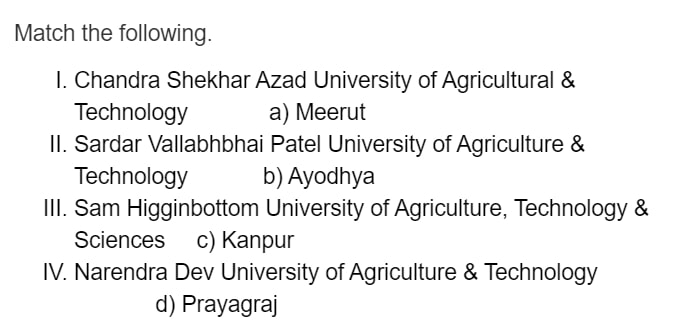 Match the following.
I. Chandra Shekhar Azad University of Agricultural &
Technology a) Meerut
II. Sardar Vallabhbhai Patel University of Agriculture &
Technology b) Ayodhya
III. Sam Higginbottom University of Agriculture, Technology &
Sciences c) Kanpur
IV. Narendra Dev University of Agriculture & Technology
d) Prayagraj